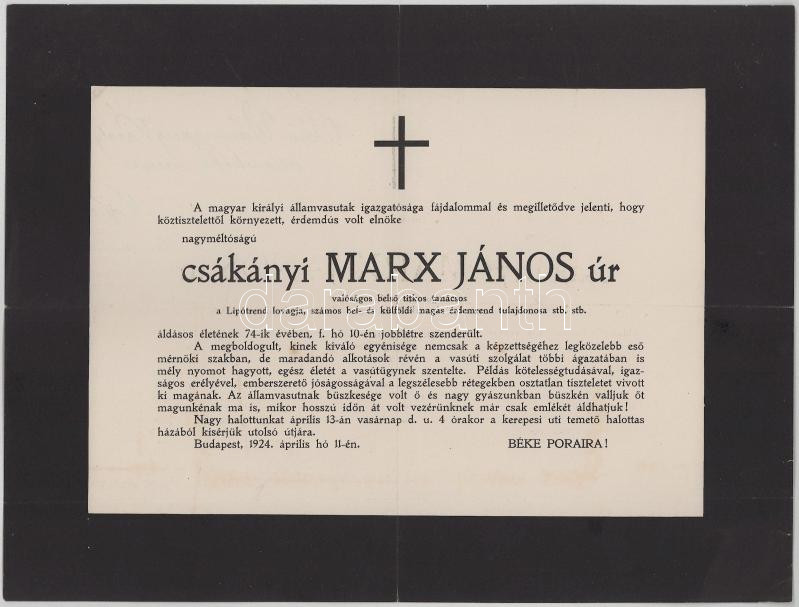 A magyar királyi államvasutak igazgatósága fájdalommal és megilletődve jelenti, hogy
köztisztelettől környezett, érdemdús volt elnöke
nagyméltóságú
csákányi MARX JÁNOS úr
valóságos belső titkos tanácsos
a Lipótrend lovagja, számos bel- és külföldi magas érdemrend tulajdonosa stb. stb.
áldásos életének 74-ik évében, f. hó 10-én jobblétre szenderült.
A megboldogult, kinek kiváló egyénisége nemcsak a képzettségéhez legközelebb eső
mérnöki szakban, de maradandó alkotások révén a vasúti szolgálat többi ágazatában is
mély nyomot hagyott, egész életét a vasútügynek szentelte. Példás kötelességtudásával, igaz-
ságos erélyével, emberszerető jóságosságával a legszélesebb rétegekben osztatlan tiszteletet vivott
ki magának. Az államvasutnak büszkesége volt ő és nagy gyászunkban büszkén valljuk őt
magunkénak ma is, mikor hosszú időn át volt vezérünknek már csak emlékét áldhatjuk!
Nagy halottunkat április 13-án vasárnap d. u. 4 órakor a kerepesi uti temető halottas
házából kisérjük utolsó útjára.
Budapest, 1924. április hó 11-én. BÉKE PORAIRA!
darabanth